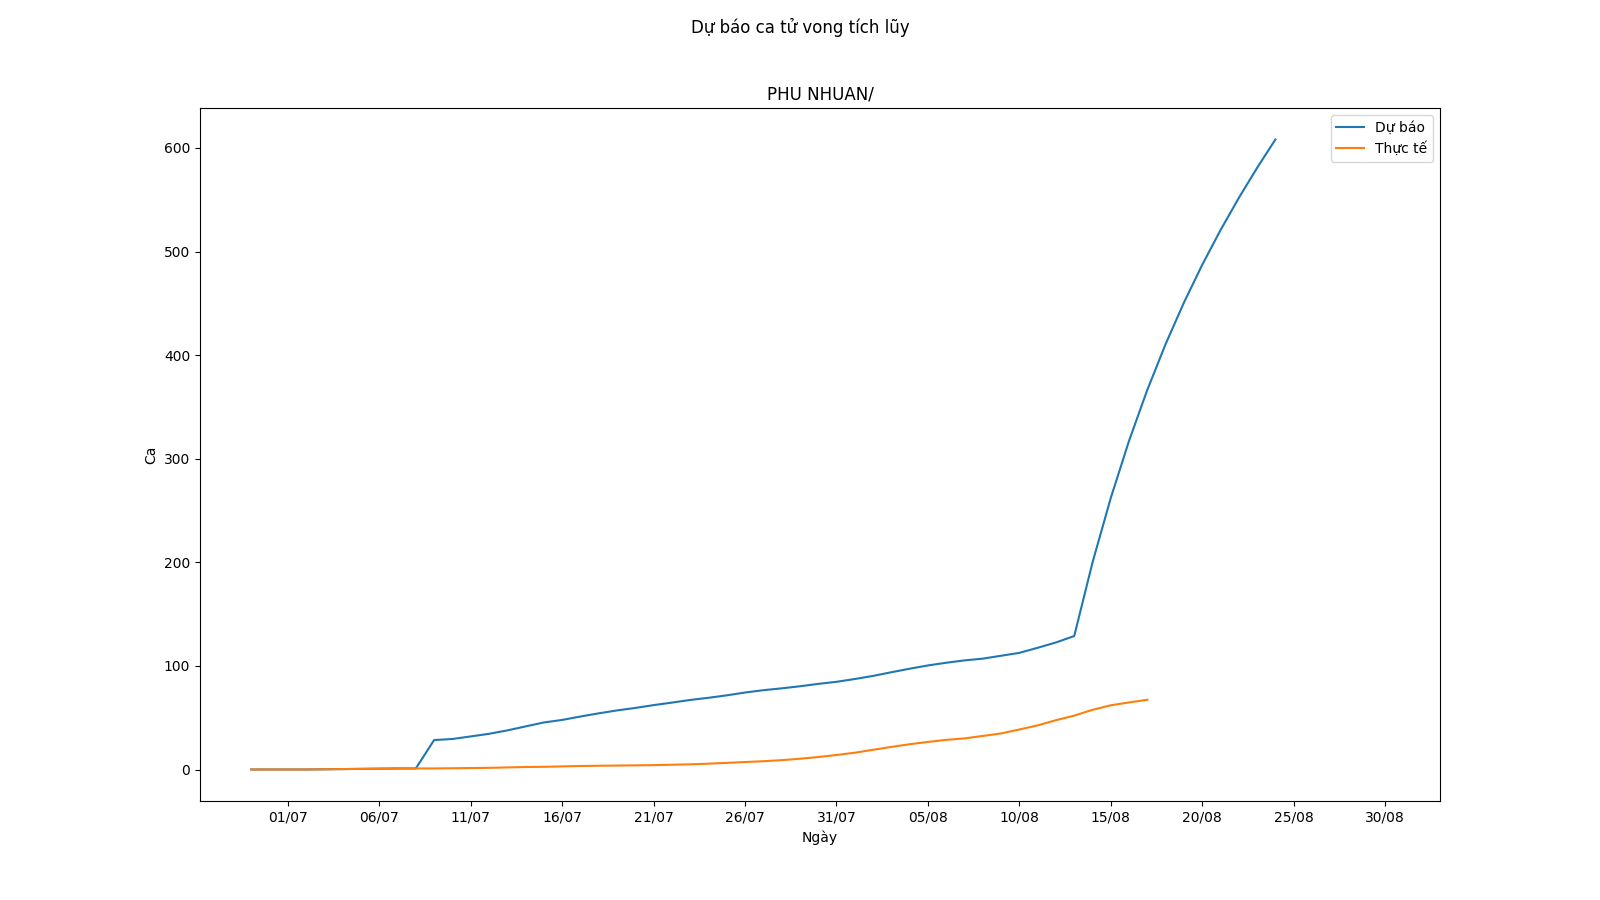 Dự báo ca tử vong tích lũy
PHU NHUAN/
Dự báo
Thực tế
600
500
400
300
200
100
0
Ca
01/07 06/07 11/07 16/07 21/07 26/07 31/07 05/08 10/08 15/08 20/08 25/08 30/08
Ngày